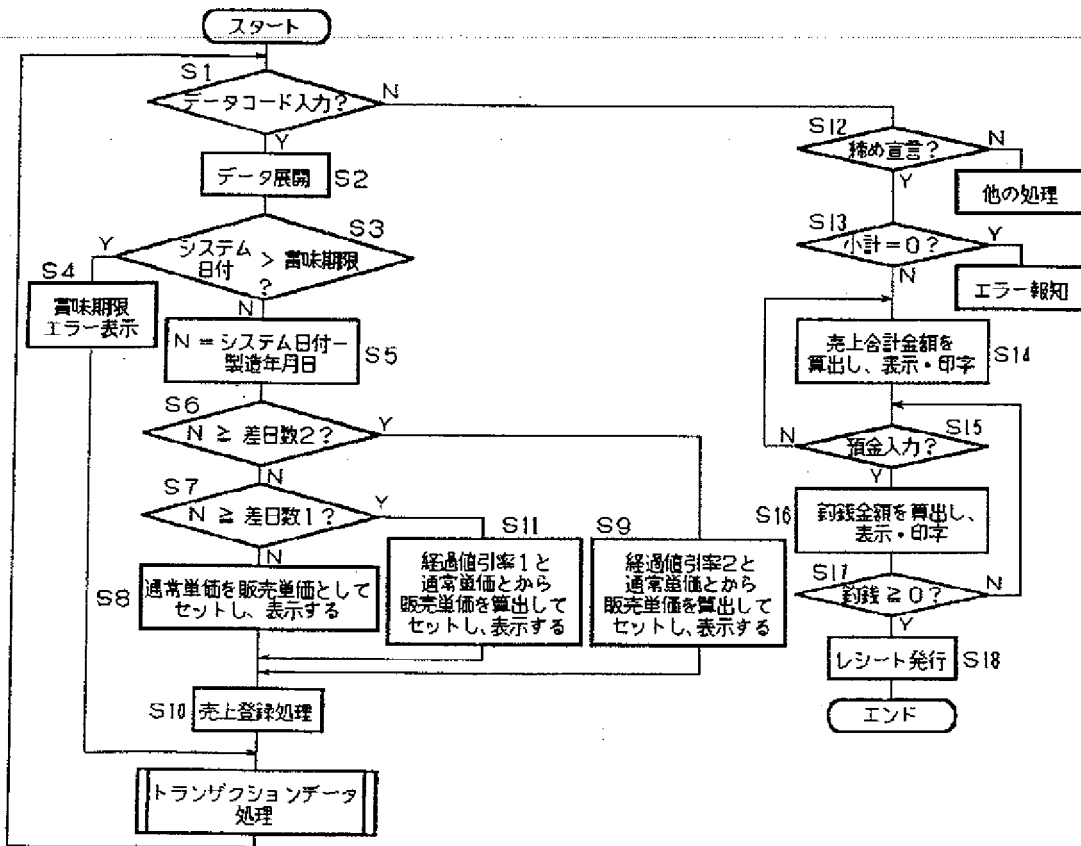 スタート
S1
データコード入力?
N
Y
データ展開
S2
S3
システム
日付 > 賞味期限
?
Y
N
S4
賞味期限
エラー表示
N = システム日付−
製造年月日
S5
S6
N ≧ 差日数2?
Y
N
S7
N ≧ 差日数1?
Y
N
S8
通常単価を販売単価として
セットし、表示する
S11
経過値引率1と
通常単価とから
販売単価を算出して
セットし、表示する
S9
経過値引率2と
通常単価とから
販売単価を算出して
セットし、表示する
S10
売上登録処理
トランザクションデータ
処理
S12
締め宣言?
N
Y
他の処理
S13
小計=0?
Y
N
エラー報知
売上合計金額を
算出し、表示・印字
S14
S15
預金入力?
N
Y
S16
釣銭金額を算出し、
表示・印字
S17
釣銭≧0?
N
Y
レシート発行
S18
エンド